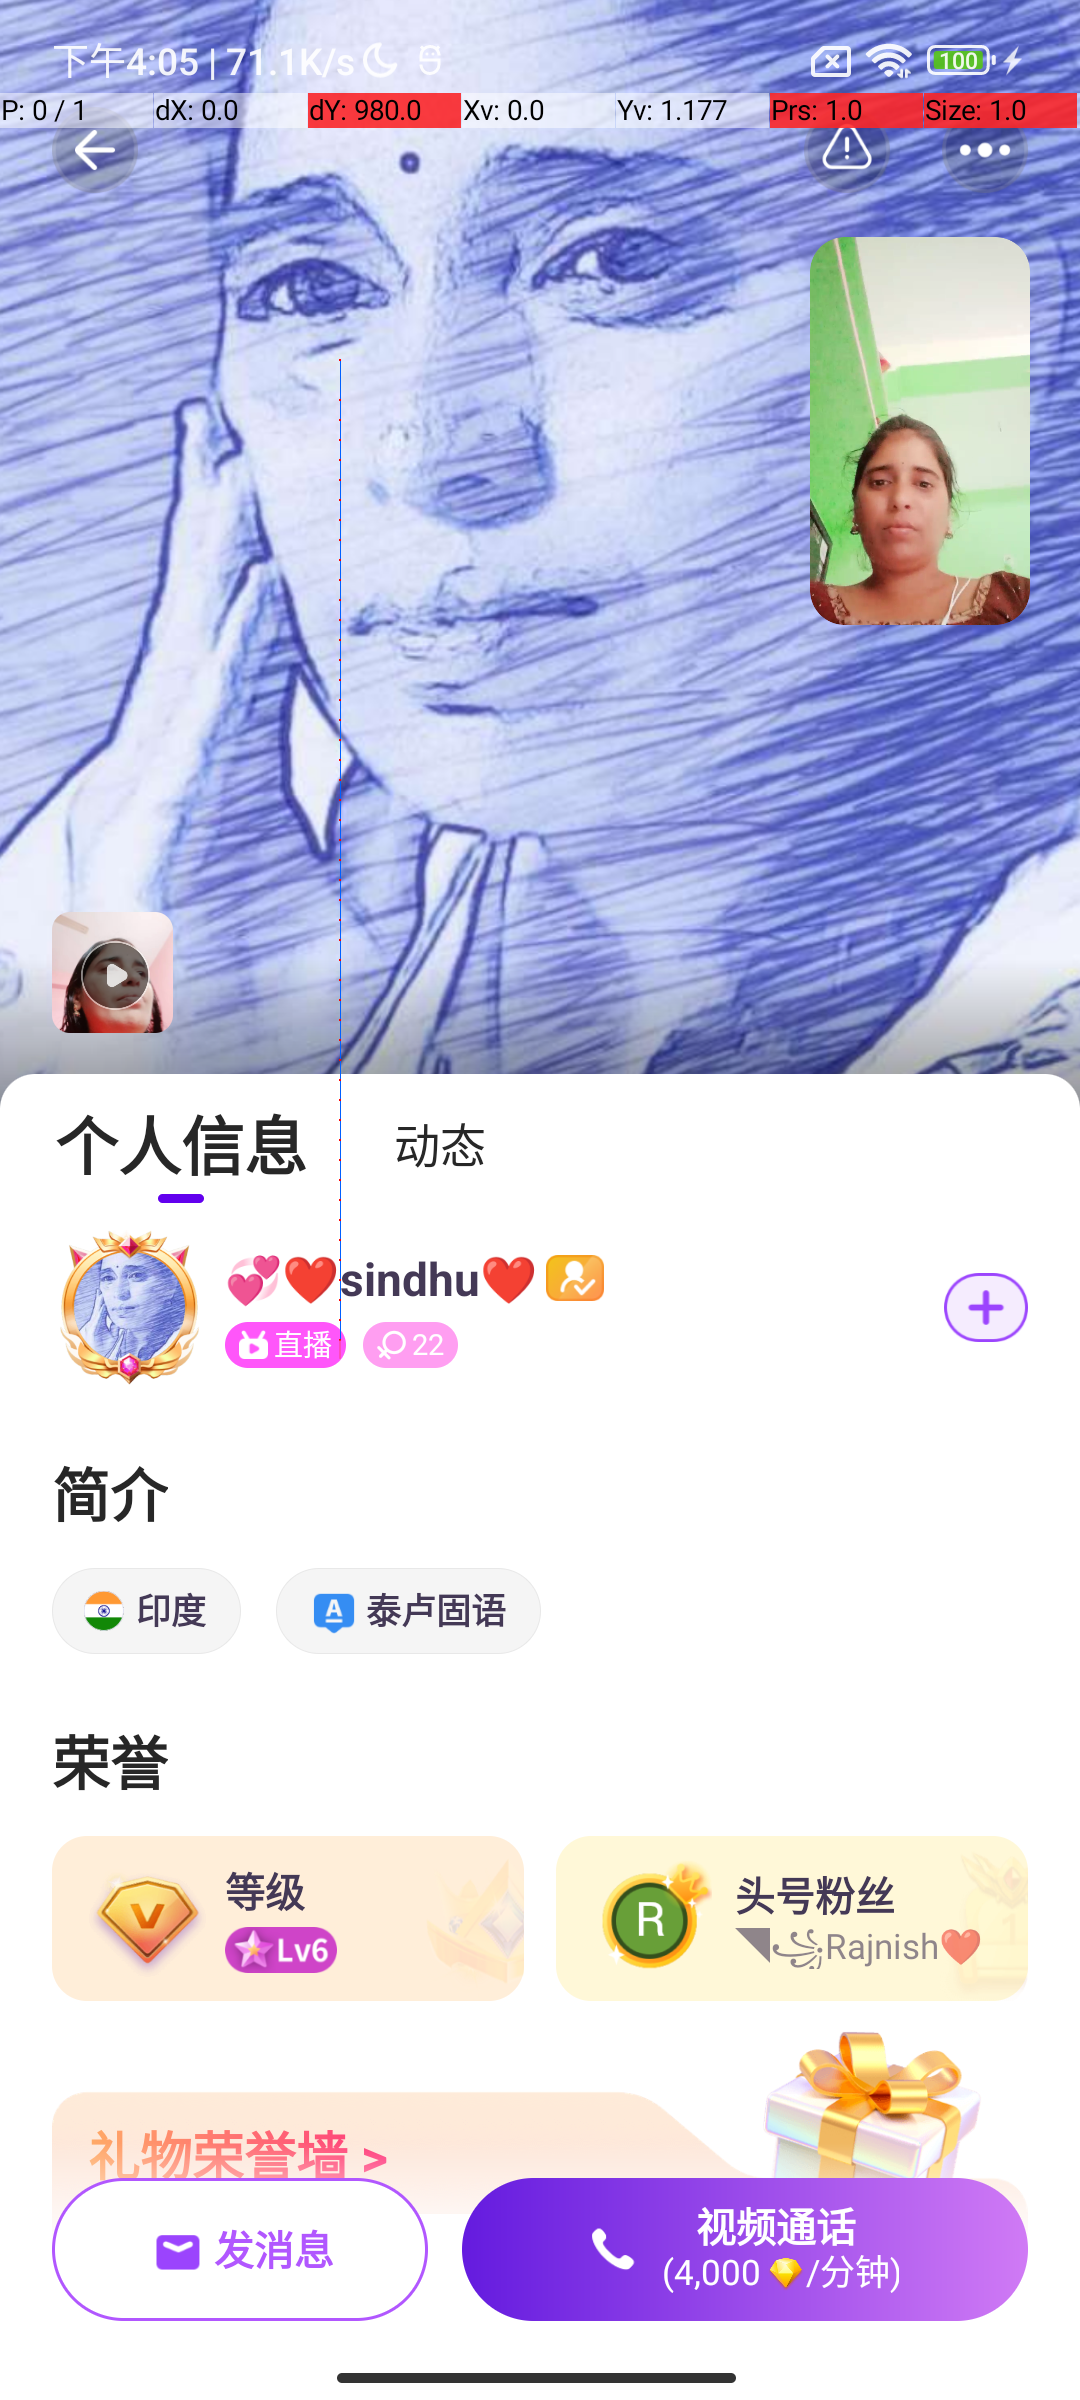 下午4:05 | 71.1K/s
100
P: 0 / 1
dX: 0.0
dY: 980.0
Xv: 0.0
Yv: 1.177
Prs: 1.0
Size: 1.0
个人信息
动态
💞❤️sindhu❤️
直播
22
简介
印度
A 泰卢固语
荣誉
等级
Lv6
R
头号粉丝
◥꧁Rajnish❤️
礼物荣誉墙 >
发消息
视频通话
(4,000 /分钟)